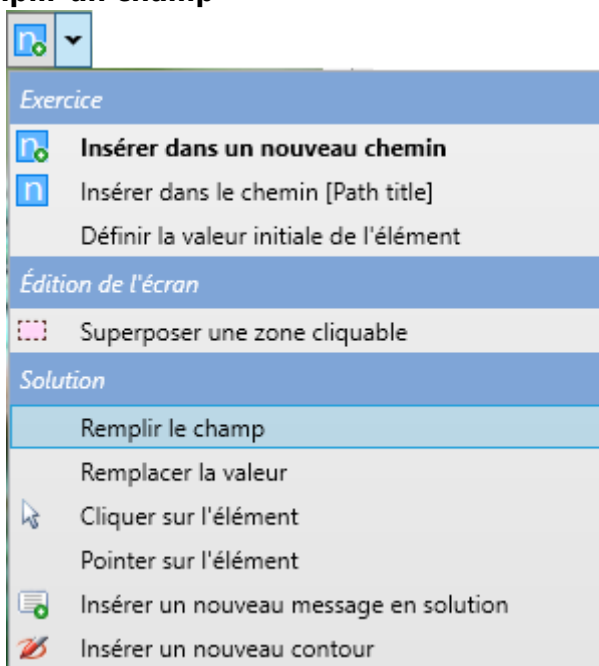 Exercice
Insérer dans un nouveau chemin
Insérer dans le chemin [Path title]
Définir la valeur initiale de l'élément
Édition de l'écran
Superposer une zone cliquable
Solution
Remplir le champ
Remplacer la valeur
Cliquer sur l'élément
Pointer sur l'élément
Insérer un nouveau message en solution
Insérer un nouveau contour